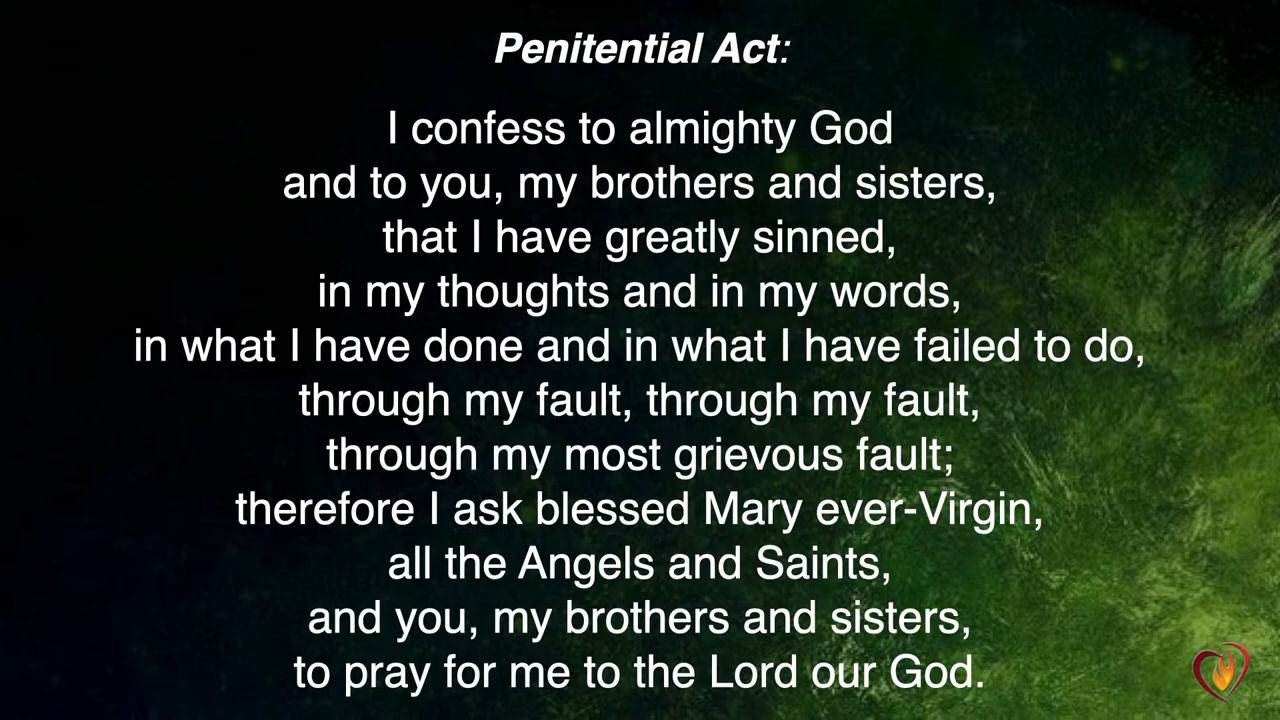 Penitential Act:
I confess to almighty God
and to you, my brothers and sisters,
that I have greatly sinned,
in my thoughts and in my words,
in what I have done and in what I have failed to do,
through my fault, through my fault,
through my most grievous fault;
therefore I ask blessed Mary ever-Virgin,
all the Angels and Saints,
and you, my brothers and sisters,
to pray for me to the Lord our God.